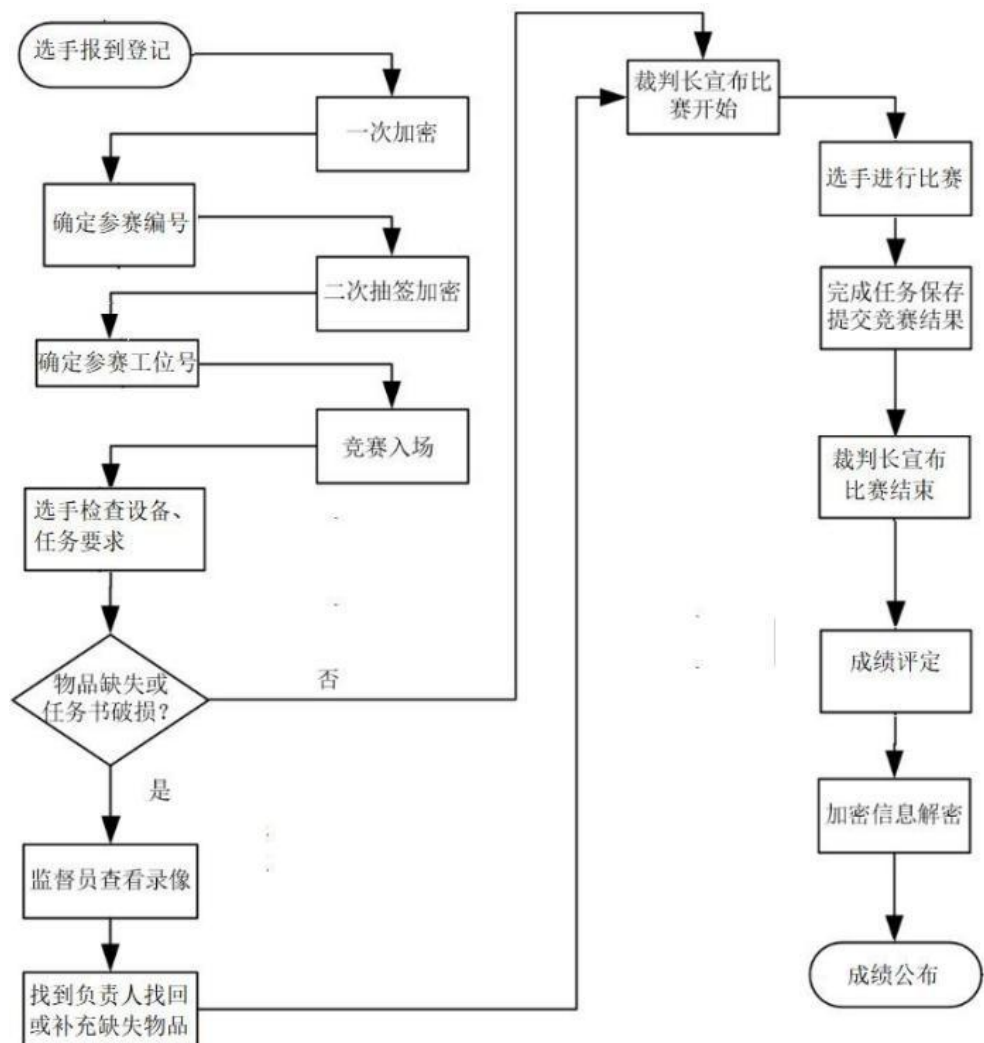 选手报到登记
一次加密
确定参赛编号
二次抽签加密
确定参赛工位号
竞赛入场
选手检查设备、
任务要求
物品缺失或
任务书破损?
否
是
监督员查看录像
找到负责人找回
或补充缺失物品
裁判长宣布比
赛开始
选手进行比赛
完成任务保存
提交竞赛结果
裁判长宣布
比赛结束
成绩评定
加密信息解密
成绩公布